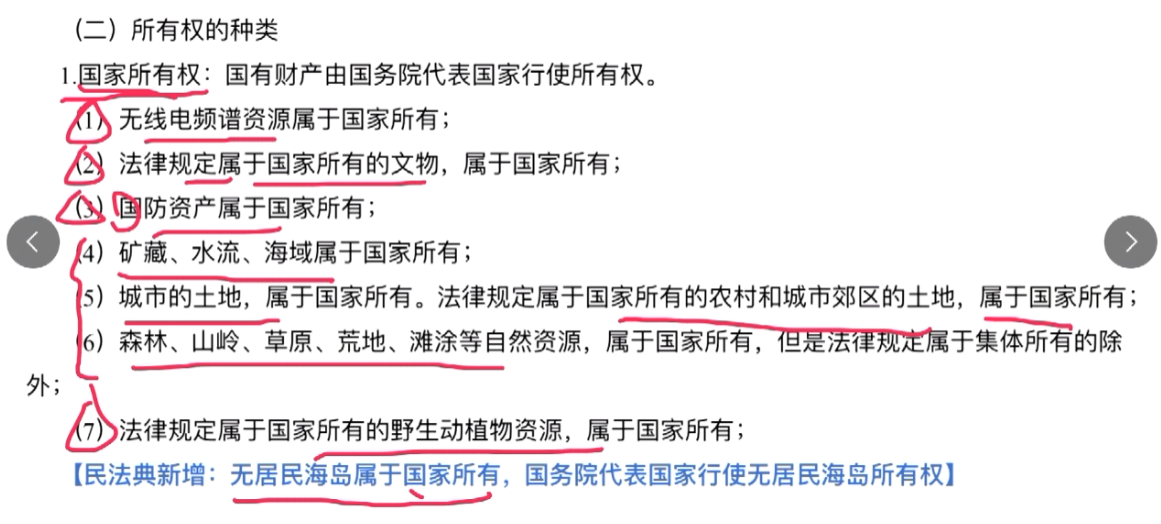 （二）所有权的种类
1.国家所有权：国有财产由国务院代表国家行使所有权。
（1）无线电频谱资源属于国家所有；
（2）法律规定属于国家所有的文物，属于国家所有；
（3）国防资产属于国家所有；
（4）矿藏、水流、海域属于国家所有；
（5）城市的土地，属于国家所有。法律规定属于国家所有的农村和城市郊区的土地，属于国家所有；
（6）森林、山岭、草原、荒地、滩涂等自然资源，属于国家所有，但是法律规定属于集体所有的除
外；
（7）法律规定属于国家所有的野生动植物资源，属于国家所有；
【民法典新增：无居民海岛属于国家所有，国务院代表国家行使无居民海岛所有权】